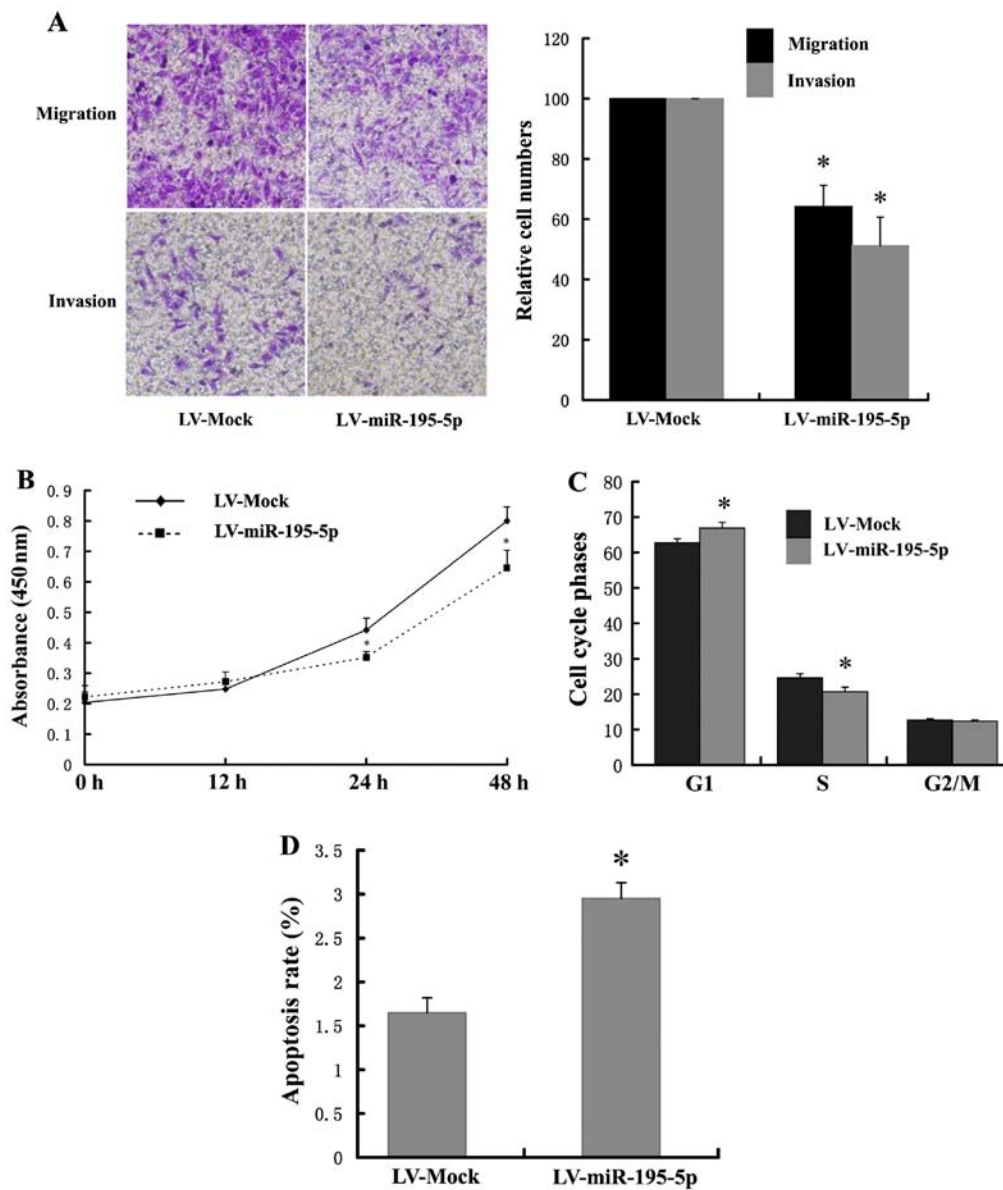 A
Migration
Invasion
LV-Mock LV-miR-195-5p
Relative cell numbers
120
100
80
60
40
20
0
Migration
Invasion
*
*
LV-Mock LV-miR-195-5p
B
Absorbance (450 nm)
0.9
0.8
0.7
0.6
0.5
0.4
0.3
0.2
0.1
0
LV-Mock
LV-miR-195-5p
*
*
0 h 12 h 24 h 48 h
C
Cell cycle phases
80
70
60
50
40
30
20
10
0
LV-Mock
LV-miR-195-5p
*
*
G1 S G2/M
D
Apoptosis rate (%)
3.5
3
2.5
2
1.5
1
0.5
0
*
LV-Mock LV-miR-195-5p